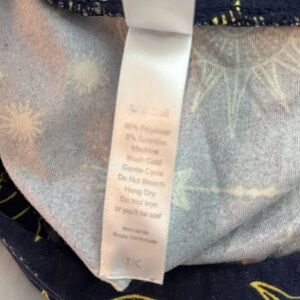 95% Polyester
5% Spandex
Machine
Wash Cold
Gentle Cycle
Do Not Bleach
Hang Dry
Do Not Iron
or you'll be sad
T/C